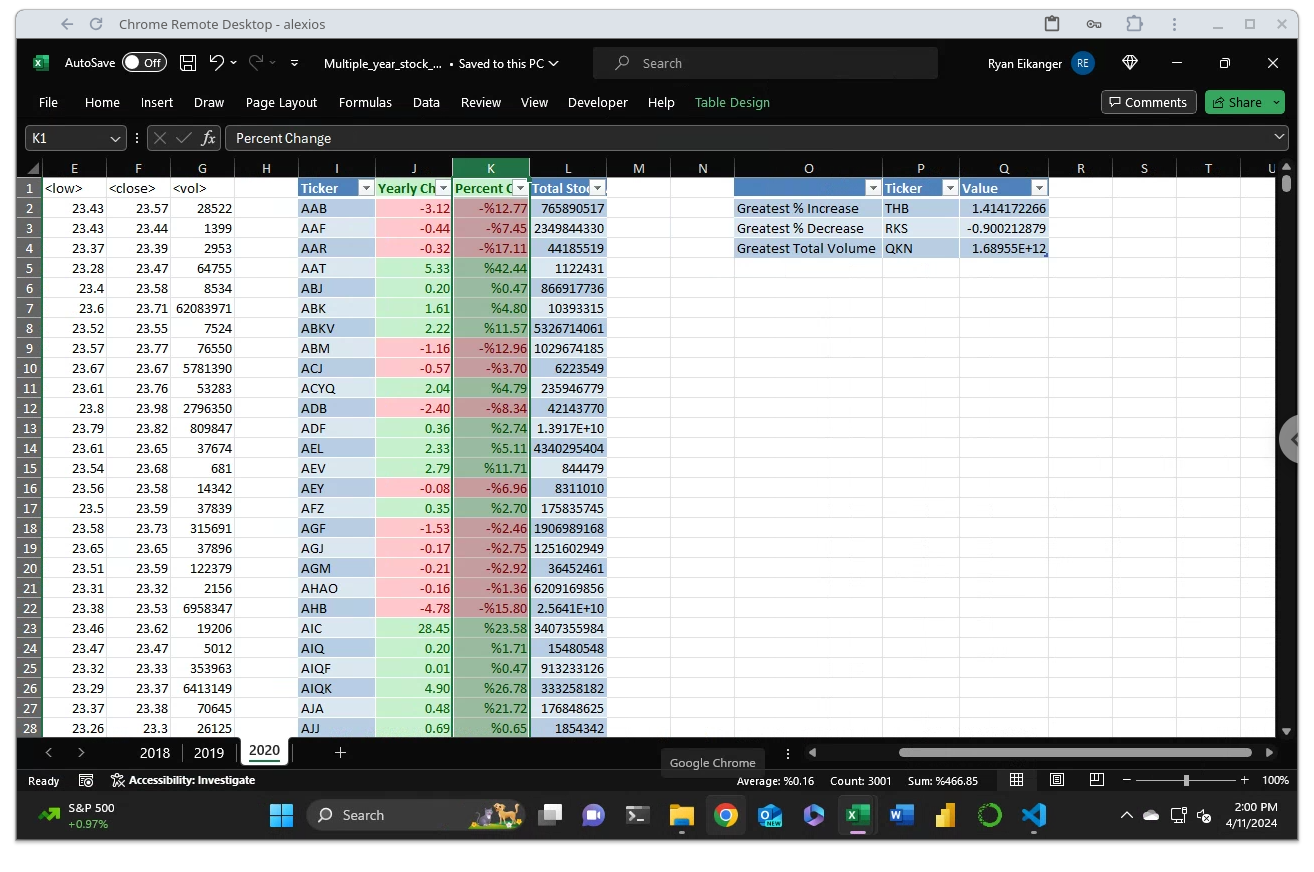 Chrome Remote Desktop - alexios
AutoSave Off Multiple_year_stock_... • Saved to this PC Search Ryan Eikanger RE
File Home Insert Draw Page Layout Formulas Data Review View Developer Help Table Design Comments Share
K1 fx Percent Change
E F G H I J K L M N O P Q R S T U
1 <low> <close> <vol> Ticker Yearly Ch Percent C Total Stoc Ticker Value
2 23.43 23.57 28522 AAB -3.12 -%12.77 765890517 Greatest % Increase THB 1.414172266
3 23.43 23.44 1399 AAF -0.44 -%7.45 2349844330 Greatest % Decrease RKS -0.900212879
4 23.37 23.39 2953 AAR -0.32 -%17.11 44185519 Greatest Total Volume QKN 1.68955E+12
5 23.28 23.47 64755 AAT 5.33 %42.44 1122431
6 23.4 23.58 8534 ABJ 0.20 %0.47 866917736
7 23.6 23.71 62083971 ABK 1.61 %4.80 10393315
8 23.52 23.55 7524 ABKV 2.22 %11.57 5326714061
9 23.57 23.77 76550 ABM -1.16 -%12.96 1029674185
10 23.67 23.67 5781390 ACJ -0.57 -%3.70 6223549
11 23.61 23.76 53283 ACYQ 2.04 %4.79 235946779
12 23.8 23.98 2796350 ADB -2.40 -%8.34 42143770
13 23.79 23.82 809847 ADF 0.36 %2.74 1.3917E+10
14 23.61 23.65 37674 AEL 2.33 %5.11 4340295404
15 23.54 23.68 681 AEV 2.79 %11.71 844479
16 23.56 23.58 14342 AEY -0.08 -%6.96 8311010
17 23.5 23.59 37839 AFZ 0.35 %2.70 175835745
18 23.58 23.73 315691 AGF -1.53 -%2.46 1906989168
19 23.65 23.65 37896 AGJ -0.17 -%2.75 1251602949
20 23.51 23.59 122379 AGM -0.21 -%2.92 36452461
21 23.31 23.32 2156 AHAO -0.16 -%1.36 6209169856
22 23.38 23.53 6958347 AHB -4.78 -%15.80 2.5641E+10
23 23.46 23.62 19206 AIC 28.45 %23.58 3407355984
24 23.47 23.47 5012 AIQ 0.20 %1.71 15480548
25 23.32 23.33 353963 AIQF 0.01 %0.47 913233126
26 23.29 23.37 6413149 AIQK 4.90 %26.78 333258182
27 23.37 23.38 70645 AJA 0.48 %21.72 176848625
28 23.26 23.3 26125 AJJ 0.69 %0.65 1854342
2018 2019 2020
Google Chrome
Ready Accessibility: Investigate Average: %0.16 Count: 3001 Sum: %466.85 100%
S&P 500
+0.97%
Search
NEW
2:00 PM
4/11/2024